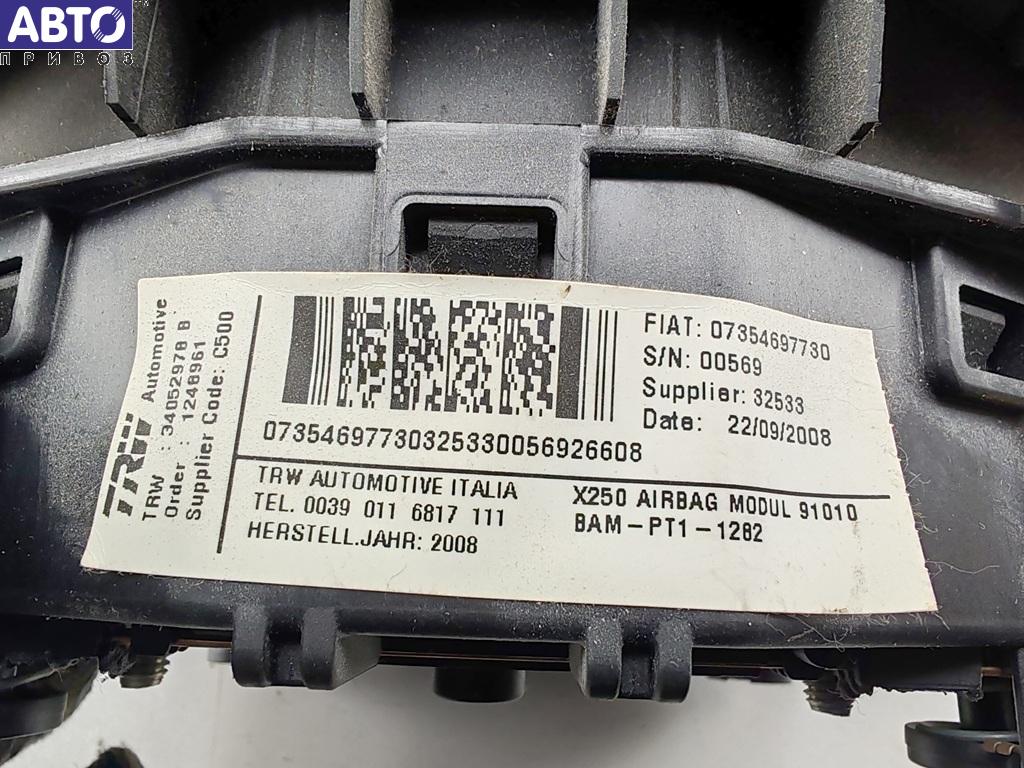 АВТО
ПРИВОЗ
TRW Automotive
TRW : 34052978 B
Order : 1248961
Supplier Code: C500
FIAT: 07354697730
S/N: 00569
Supplier: 32533
Date: 22/09/2008
07354697730325330056926608
TRW AUTOMOTIVE ITALIA
TEL. 0039 011 6817 111
HERSTELL.JAHR: 2008
X250 AIRBAG MODUL 91010
BAM-PT1-1282